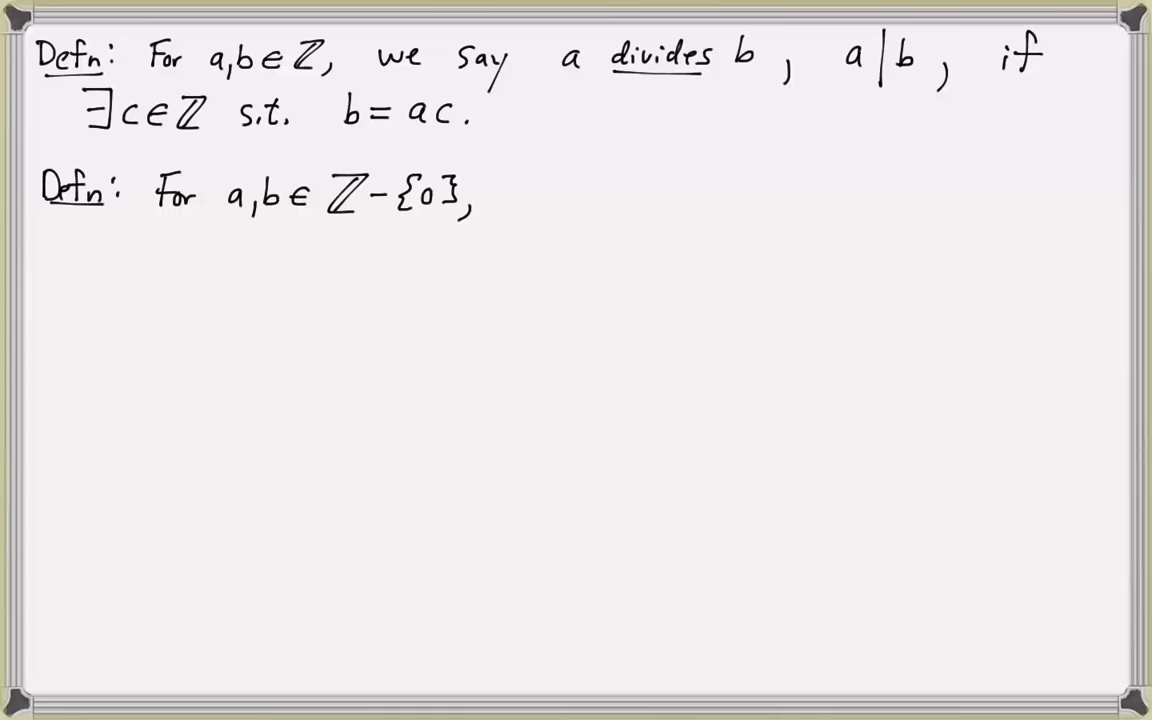 Defn: For a,b ∈ ℤ, we say a divides b, a|b, if
∃ c ∈ ℤ s.t. b = ac.
Defn: For a,b ∈ ℤ - {0},